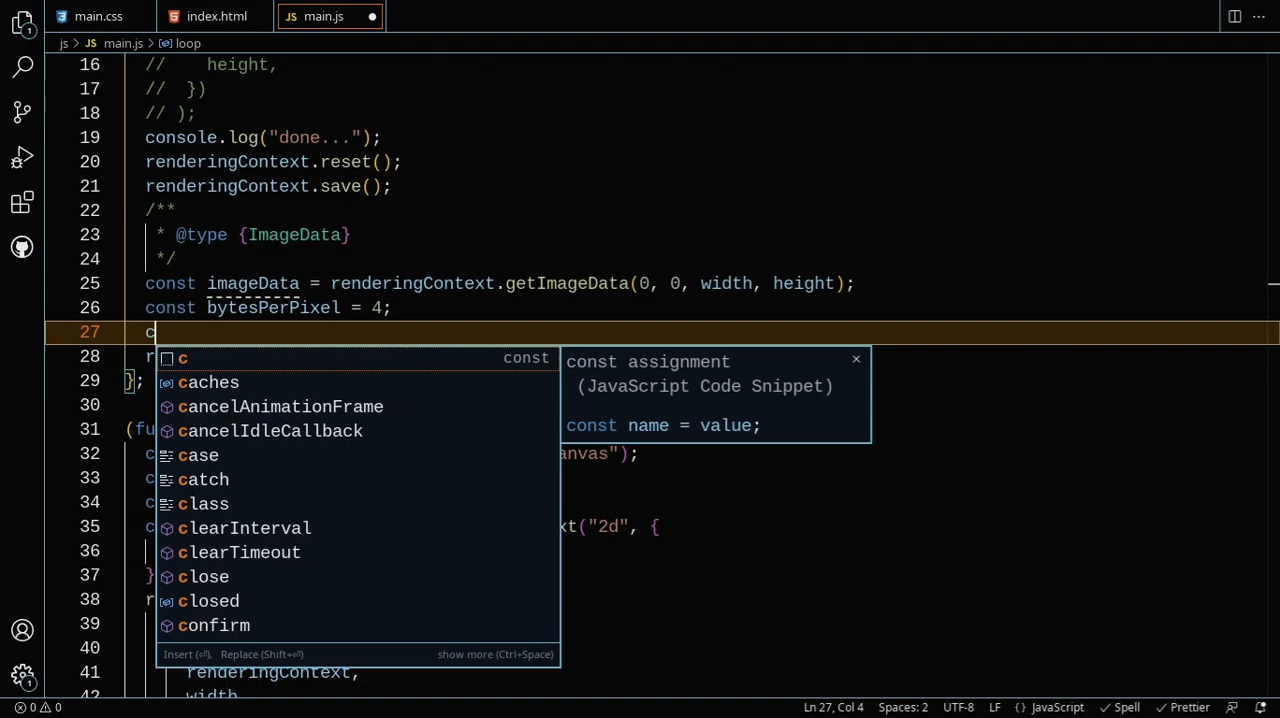 main.css
index.html
JS main.js
js > JS main.js > loop
16 // height,
17 // })
18 // );
19 console.log("done...");
20 renderingContext.reset();
21 renderingContext.save();
22 /**
23 * @type {ImageData}
24 */
25 const imageData = renderingContext.getImageData(0, 0, width, height);
26 const bytesPerPixel = 4;
27 c
28 r
29 };
30
31 (fu
32 c anvas");
33 c
34 c
35 c xt("2d", {
36
37 }
38 r
39
40
41 renderingContext,
42 width
c const
caches
cancelAnimationFrame
cancelIdleCallback
case
catch
class
clearInterval
clearTimeout
close
closed
confirm
Insert (⏎), Replace (Shift+⏎) show more (Ctrl+Space)
const assignment ×
(JavaScript Code Snippet)
const name = value;
1
1
0 0 Ln 27, Col 4 Spaces: 2 UTF-8 LF {} JavaScript ✓ Spell ✓ Prettier